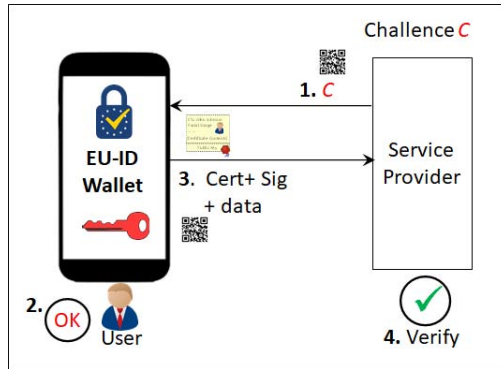 Challence C
1. C
EU-ID
Wallet
Service
Provider
3. Cert+ Sig
+ data
2.
OK
User
4. Verify